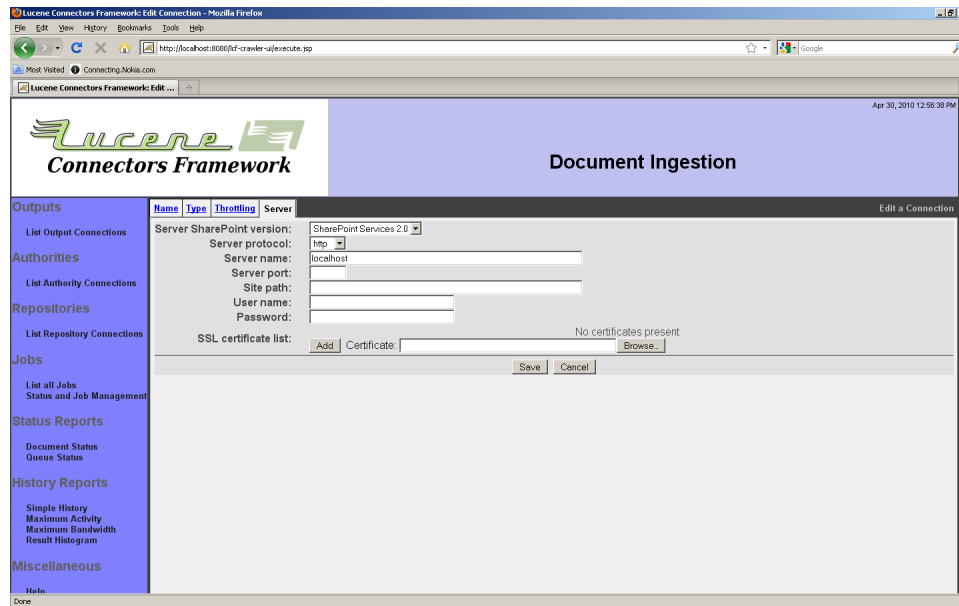 Lucene Connectors Framework: Edit Connection - Mozilla Firefox
File Edit View History Bookmarks Tools Help
http://localhost:8080/lcf-crawler-ui/execute.jsp
Google
Most Visited Connecting.Nokia.com
Lucene Connectors Framework: Edit ...
Apr 30, 2010 12:56:38 PM
Lucene
Connectors Framework
Document Ingestion
Outputs
List Output Connections
Authorities
List Authority Connections
Repositories
List Repository Connections
Jobs
List all Jobs
Status and Job Management
Status Reports
Document Status
Queue Status
History Reports
Simple History
Maximum Activity
Maximum Bandwidth
Result Histogram
Miscellaneous
Help
Name Type Throttling Server
Edit a Connection
Server SharePoint version: SharePoint Services 2.0
Server protocol: http
Server name: localhost
Server port:
Site path:
User name:
Password:
SSL certificate list:
No certificates present
Add Certificate: Browse...
Save Cancel
Done